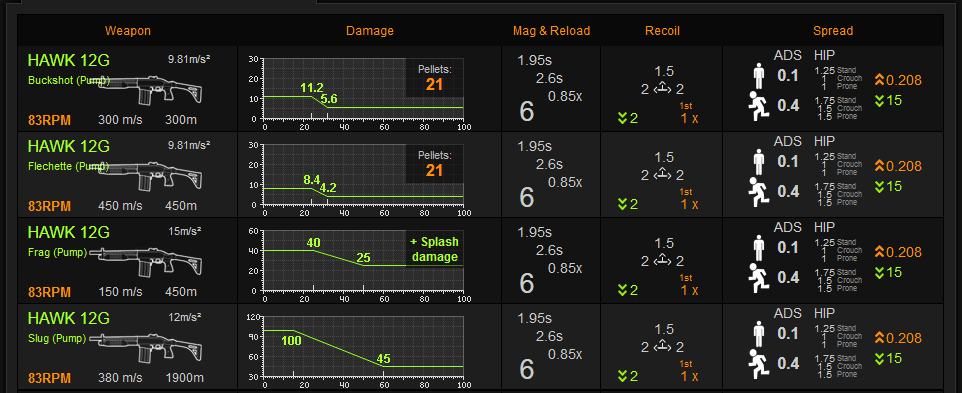 Weapon Damage Mag & Reload Recoil Spread
HAWK 12G 9.81m/s²
Buckshot (Pump)
83RPM 300 m/s 300m
30
20
10
0
0 20 40 60 80 100
11.2
5.6
Pellets:
21
1.95s
2.6s
0.85x
6
1.5
2 2
1st
2 1 x
ADS HIP
0.1 1.25 Stand
1 Crouch
1 Prone
0.4 1.75 Stand
1.5 Crouch
1.5 Prone
0.208
15
HAWK 12G 9.81m/s²
Flechette (Pump)
83RPM 450 m/s 450m
30
20
10
0
0 20 40 60 80 100
8.4
4.2
Pellets:
21
1.95s
2.6s
0.85x
6
1.5
2 2
1st
2 1 x
ADS HIP
0.1 1.25 Stand
1 Crouch
1 Prone
0.4 1.75 Stand
1.5 Crouch
1.5 Prone
0.208
15
HAWK 12G 15m/s²
Frag (Pump)
83RPM 150 m/s 450m
60
40
20
0
0 20 40 60 80 100
40
25
+ Splash
damage
1.95s
2.6s
0.85x
6
1.5
2 2
1st
2 1 x
ADS HIP
0.1 1.25 Stand
1 Crouch
1 Prone
0.4 1.75 Stand
1.5 Crouch
1.5 Prone
0.208
15
HAWK 12G 12m/s²
Slug (Pump)
83RPM 380 m/s 1900m
120
90
60
30
0 20 40 60 80 100
100
45
1.95s
2.6s
0.85x
6
1.5
2 2
1st
2 1 x
ADS HIP
0.1 1.25 Stand
1 Crouch
1 Prone
0.4 1.75 Stand
1.5 Crouch
1.5 Prone
0.208
15